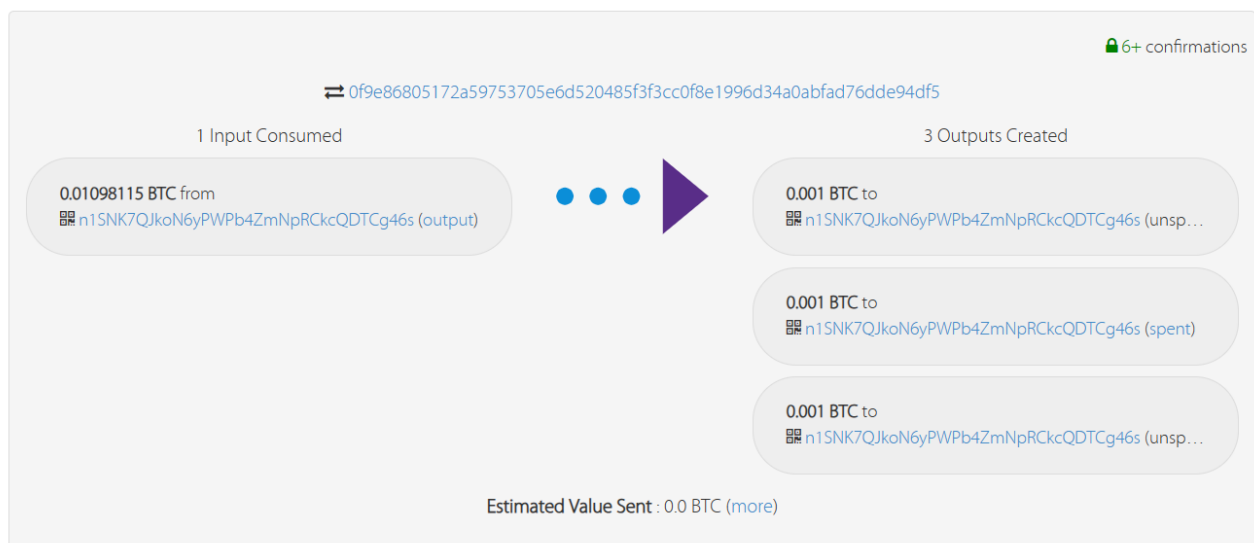 6+ confirmations
0f9e86805172a59753705e6d520485f3f3cc0f8e1996d34a0abfad76dde94df5
1 Input Consumed
3 Outputs Created
0.01098115 BTC from
n1SNK7QJkoN6yPWPb4ZmNpRCkcQDTCg46s (output)
0.001 BTC to
n1SNK7QJkoN6yPWPb4ZmNpRCkcQDTCg46s (unsp...
0.001 BTC to
n1SNK7QJkoN6yPWPb4ZmNpRCkcQDTCg46s (spent)
0.001 BTC to
n1SNK7QJkoN6yPWPb4ZmNpRCkcQDTCg46s (unsp...
Estimated Value Sent : 0.0 BTC (more)